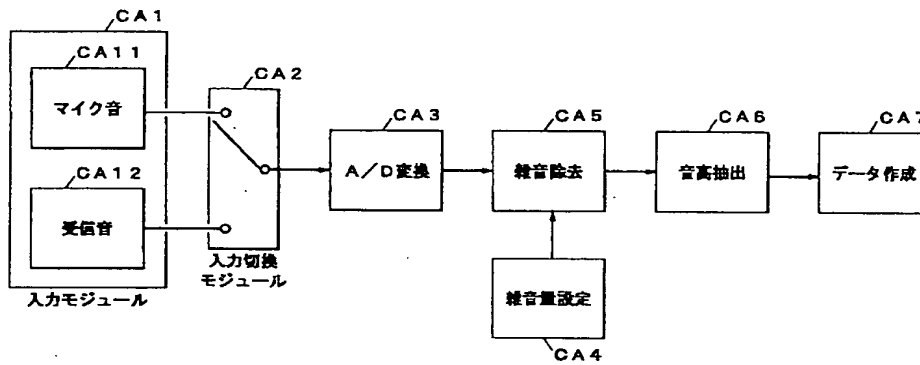 CA1
CA11
マイク音
CA12
受信音
入力モジュール
CA2
入力切換
モジュール
CA3
A/D変換
CA5
雑音除去
雑音量設定
CA4
CA6
音高抽出
CA7
データ作成